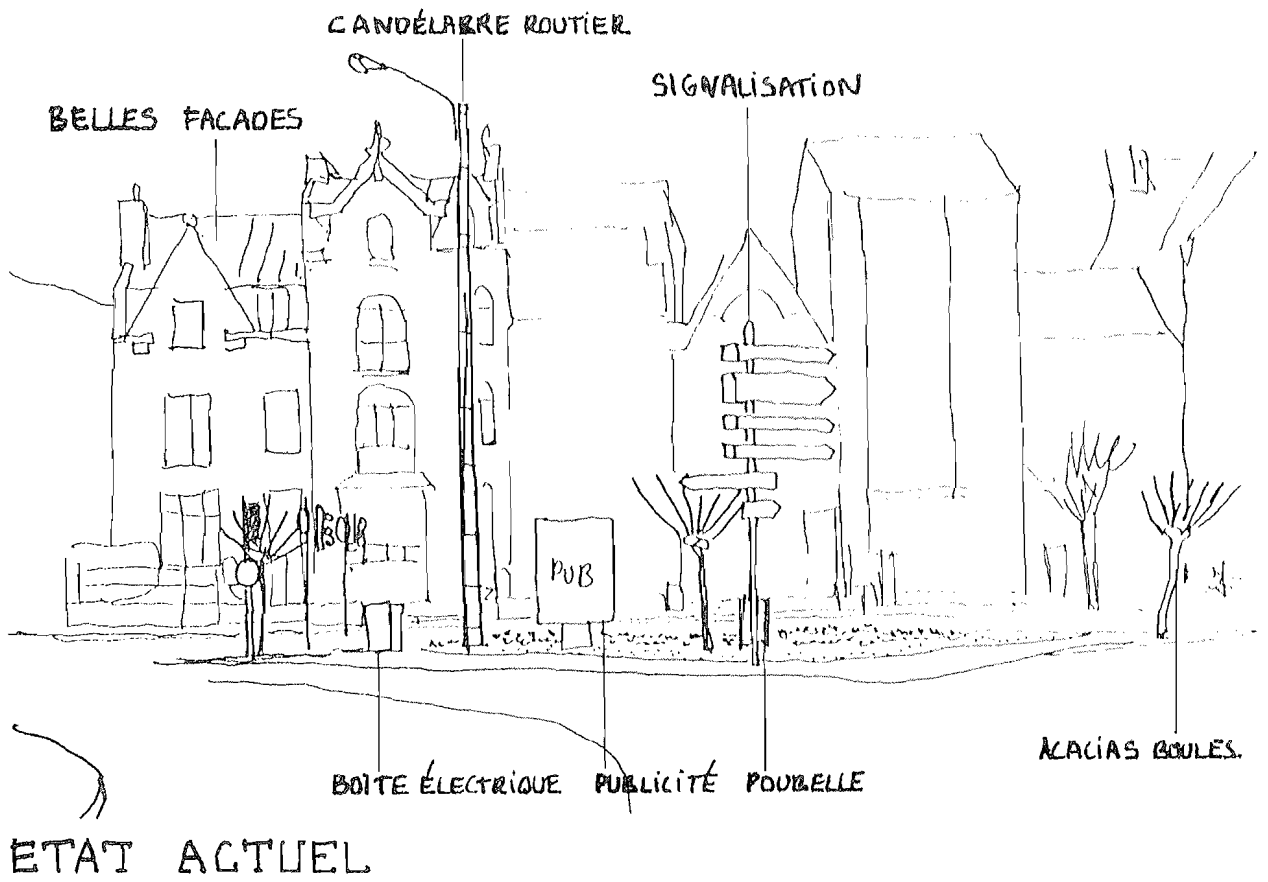 CANDÉLABRE ROUTIER
SIGNALISATION
BELLES FACADES
PUB
ACACIAS BOULES.
BOITE ÉLECTRIQUE PUBLICITÉ POUBELLE
ETAT ACTUEL